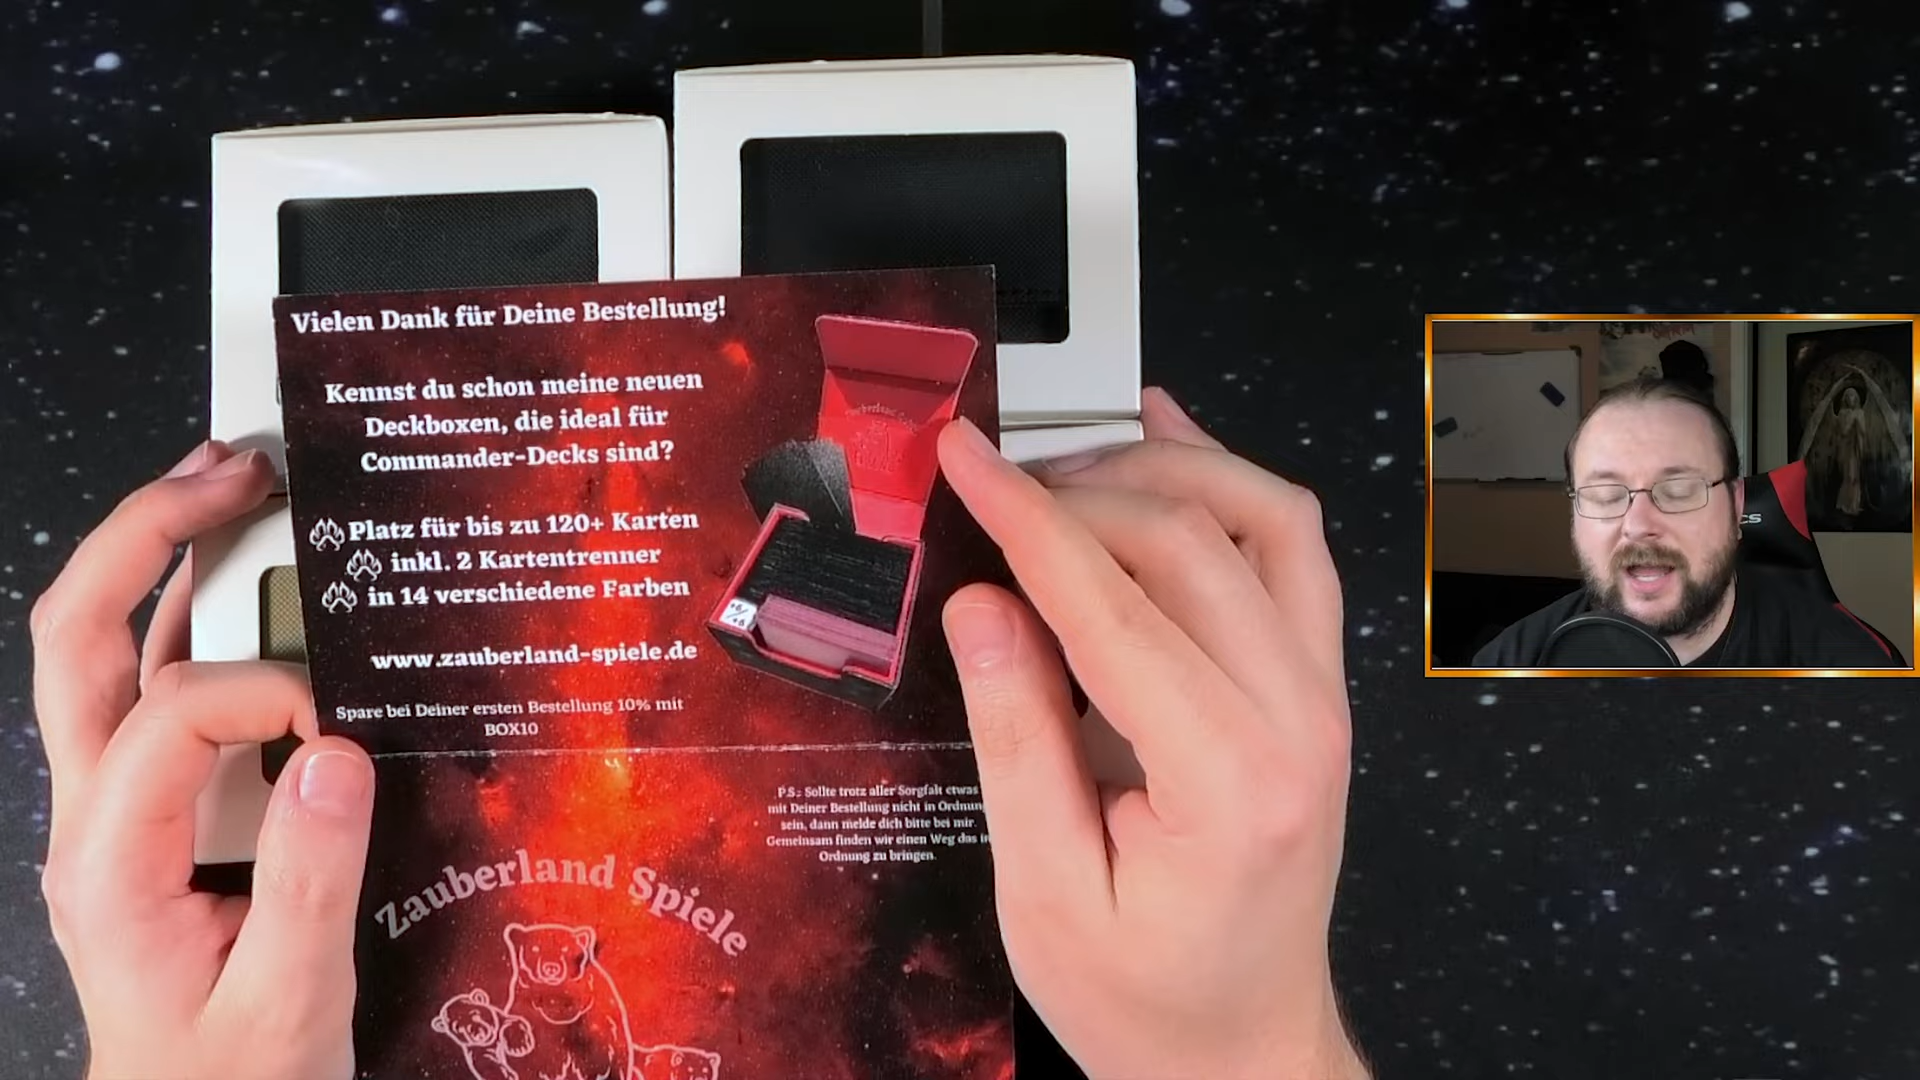 Vielen Dank für Deine Bestellung!
Kennst du schon meine neuen
Deckboxen, die ideal für
Commander-Decks sind?
Platz für bis zu 120+ Karten
inkl. 2 Kartentrenner
in 14 verschiedene Farben
www.zauberland-spiele.de
Spare bei Deiner ersten Bestellung 10% mit
BOX10
P.S.: Sollte trotz aller Sorgfalt etwas
mit Deiner Bestellung nicht in Ordnung
sein, dann melde dich bitte bei mir.
Gemeinsam finden wir einen Weg das in
Ordnung zu bringen.
Zauberland Spiele
+6/+6
CS